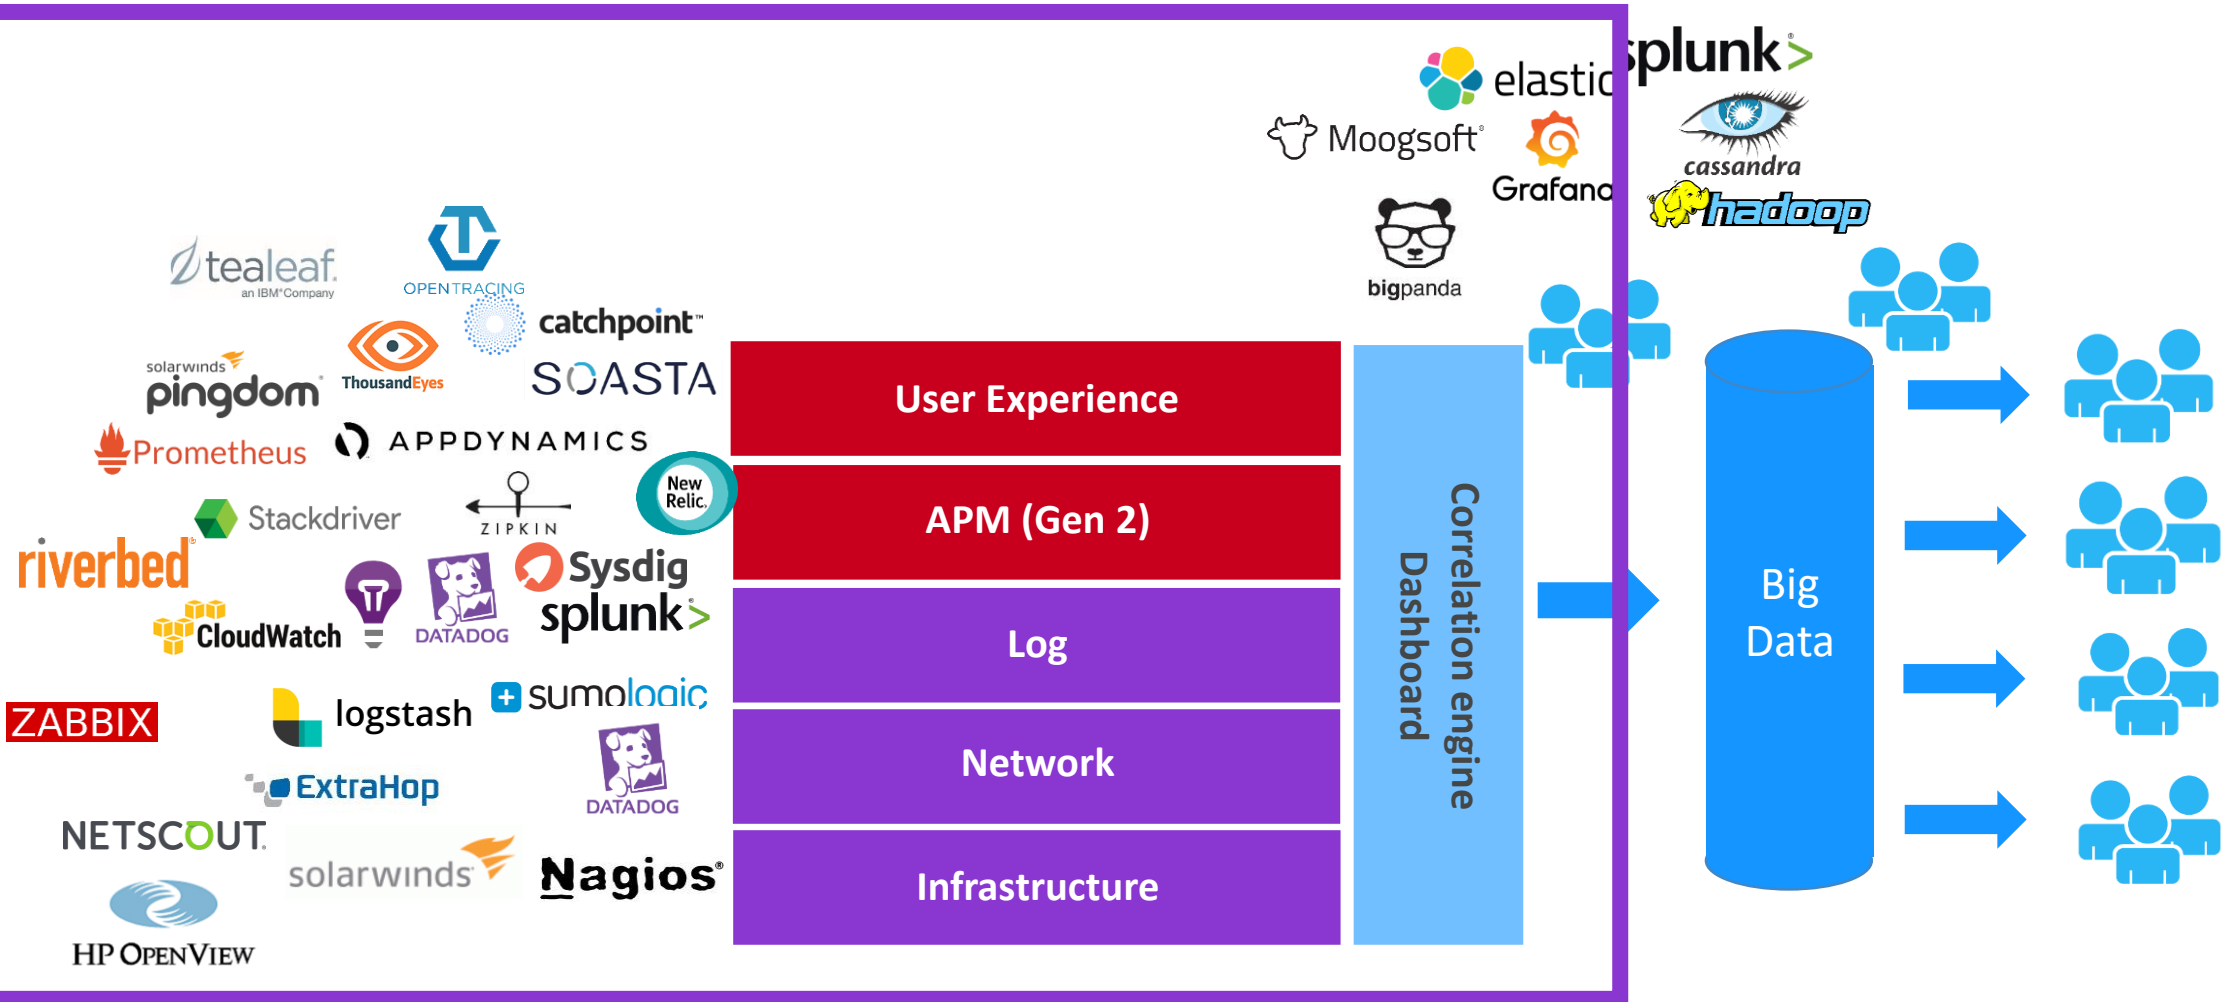 splunk>
elastic
Moogsoft
cassandra
Grafana
hadoop
bigpanda
tealeaf
an IBM® Company
OPENTRACING
catchpoint™
solarwinds
pingdom
ThousandEyes
SOASTA
User Experience
Prometheus
APPDYNAMICS
New
Relic.
Stackdriver
ZIPKIN
APM (Gen 2)
riverbed
Sysdig
CloudWatch
DATADOG
splunk>
Log
Correlation engine
Dashboard
Big
Data
ZABBIX
logstash
sumologic
Network
ExtraHop
DATADOG
NETSCOUT
solarwinds
Nagios®
Infrastructure
HP OPENVIEW